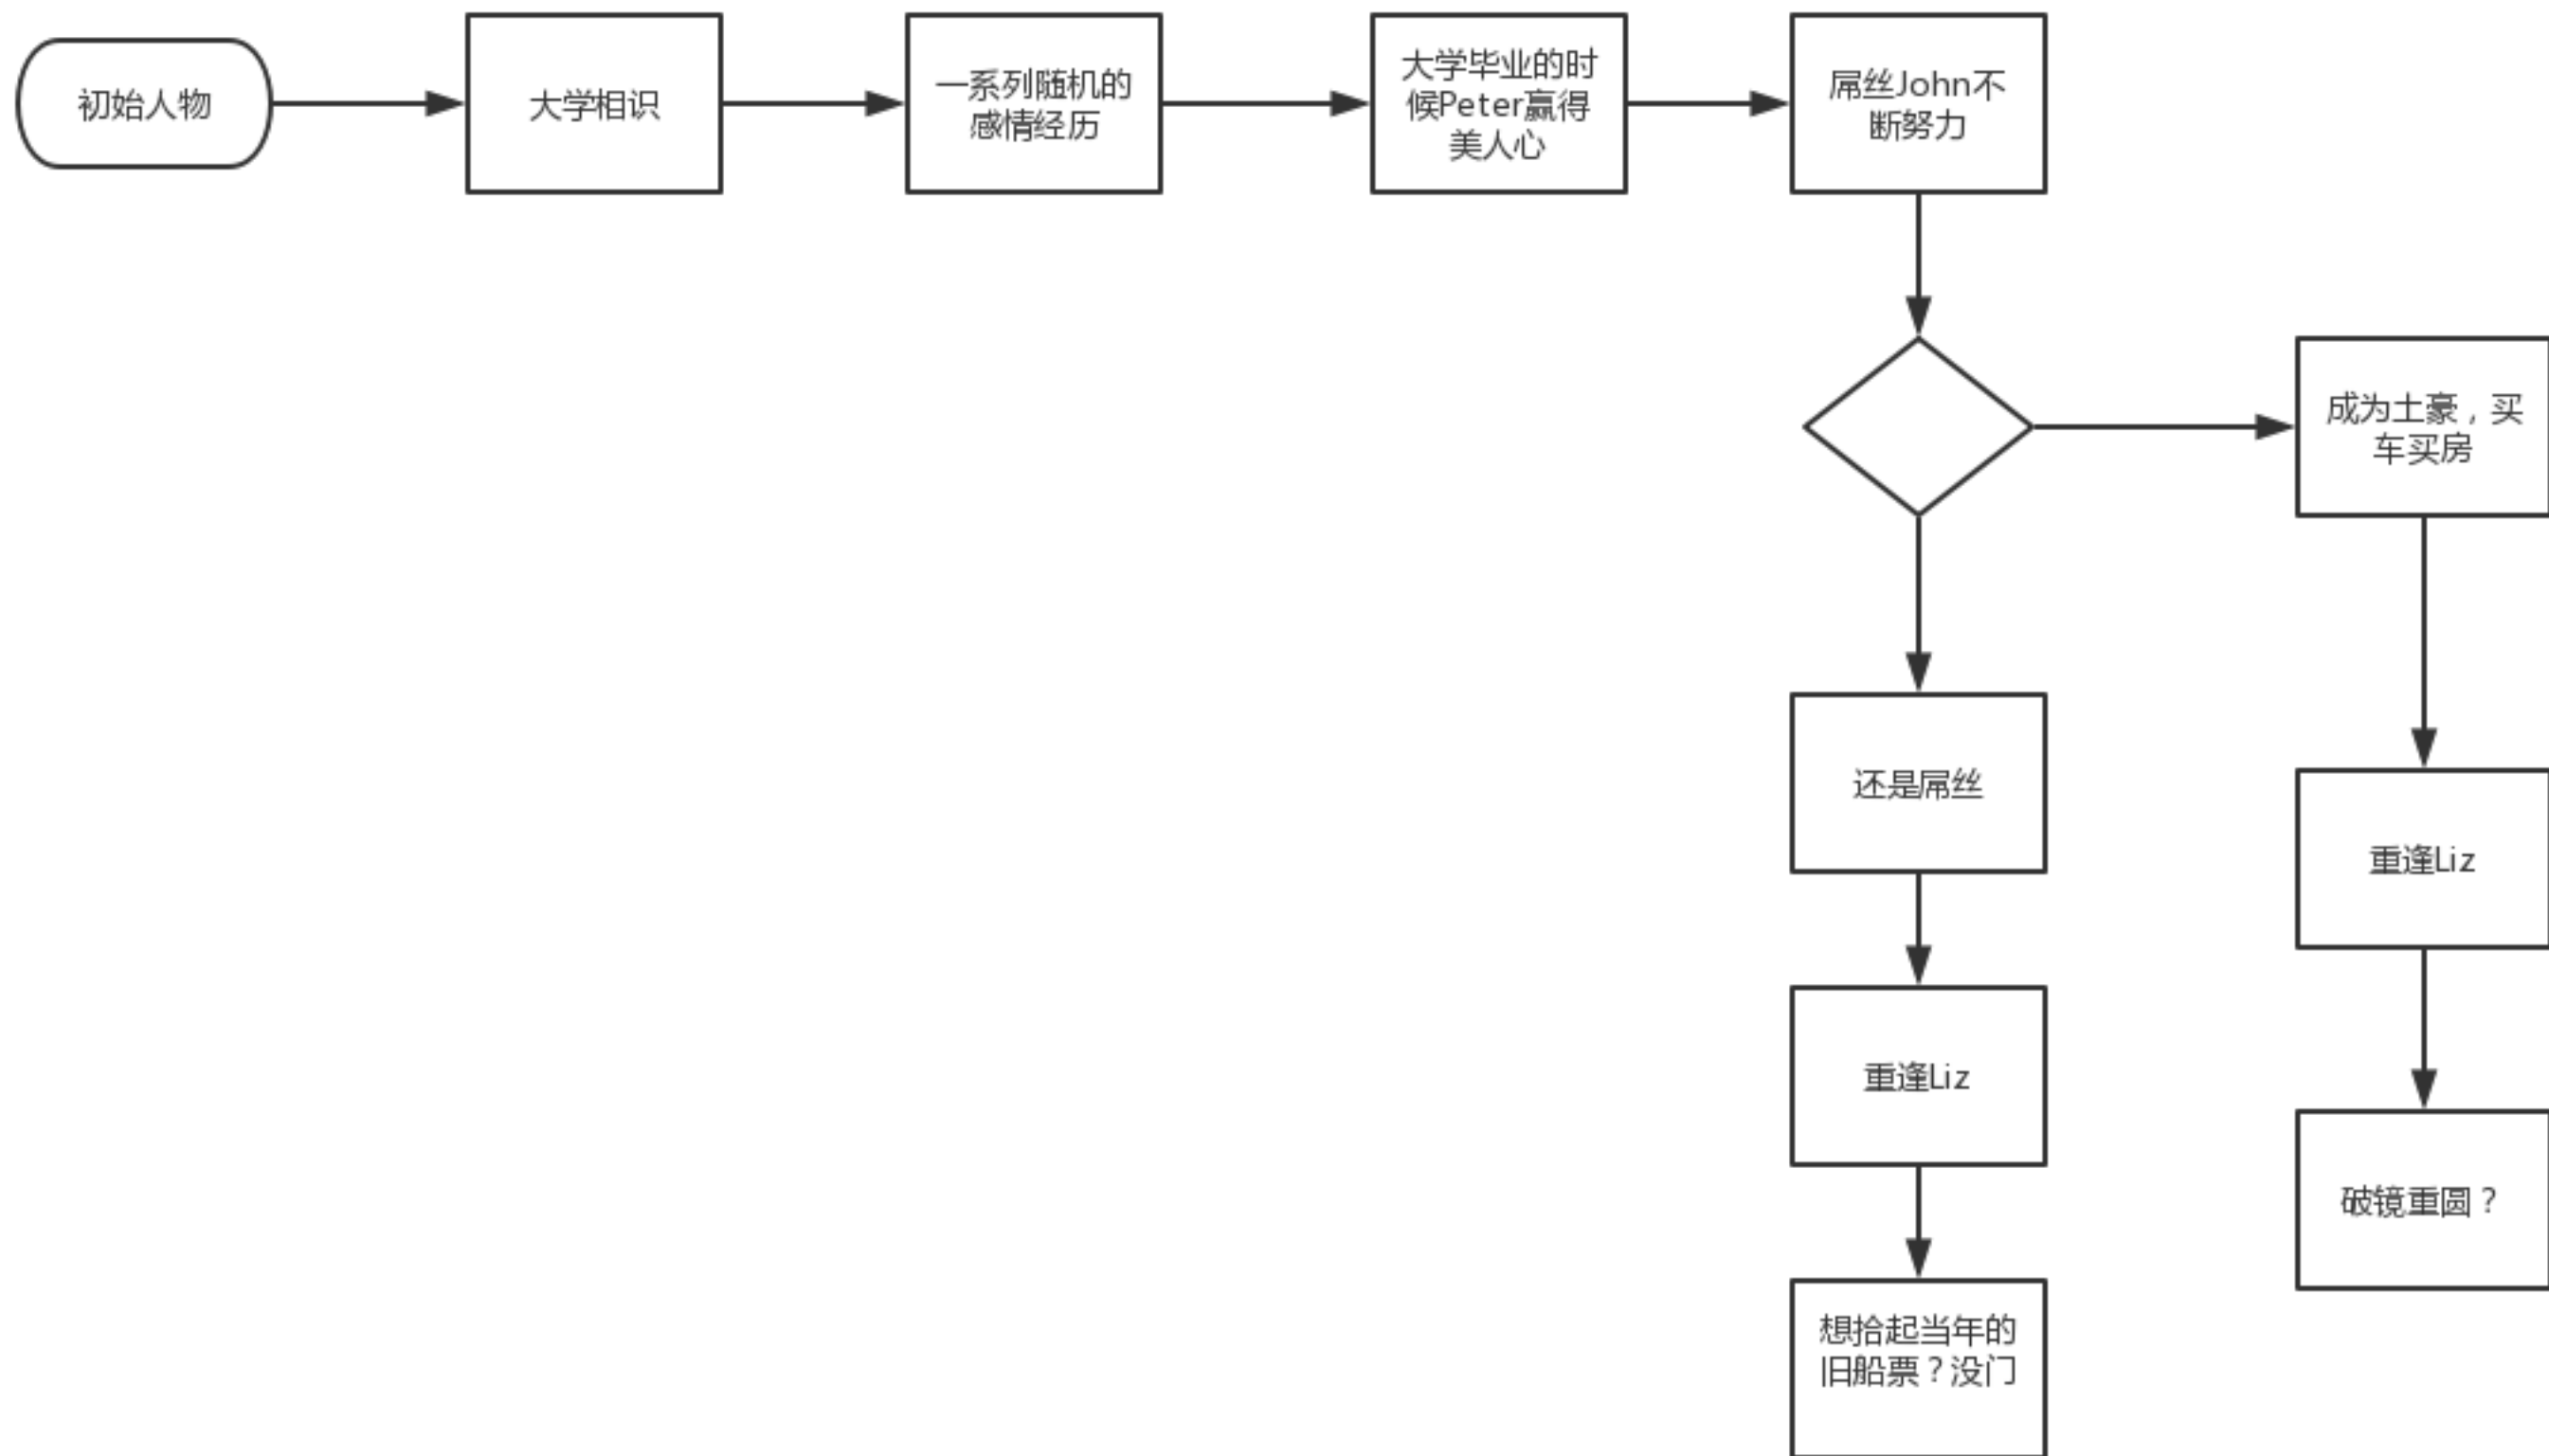 初始人物
大学相识
一系列随机的
感情经历
大学毕业的时
候Peter赢得
美人心
屌丝John不
断努力
成为土豪，买
车买房
还是屌丝
重逢Liz
重逢Liz
破镜重圆？
想拾起当年的
旧船票？没门